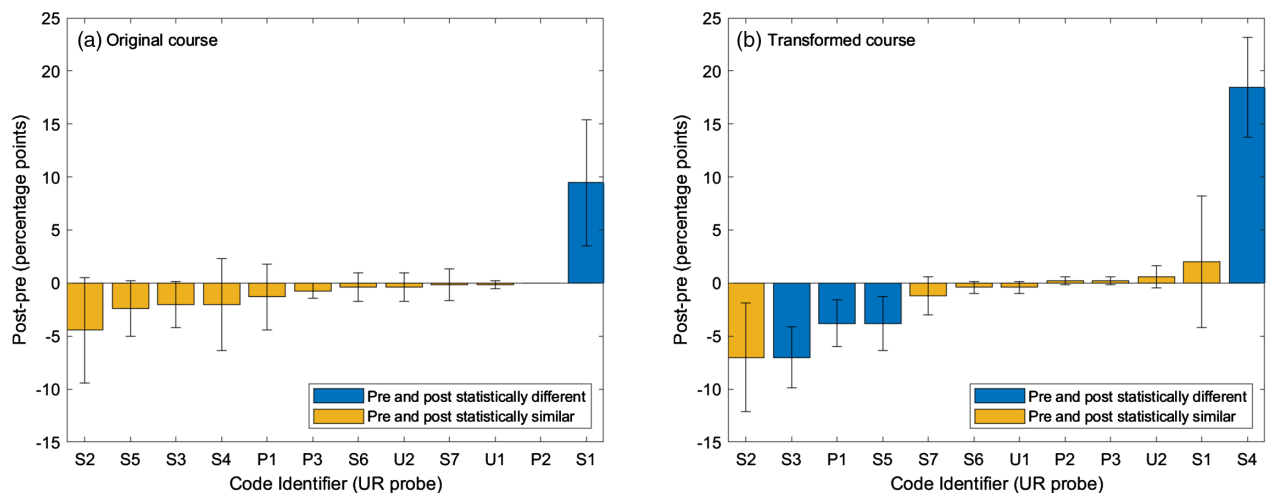 (a) Original course
25
20
15
10
5
0
-5
-10
-15
Post-pre (percentage points)
Pre and post statistically different
Pre and post statistically similar
S2 S5 S3 S4 P1 P3 S6 U2 S7 U1 P2 S1
Code Identifier (UR probe)
(b) Transformed course
25
20
15
10
5
0
-5
-10
-15
Post-pre (percentage points)
Pre and post statistically different
Pre and post statistically similar
S2 S3 P1 S5 S7 S6 U1 P2 P3 U2 S1 S4
Code Identifier (UR probe)